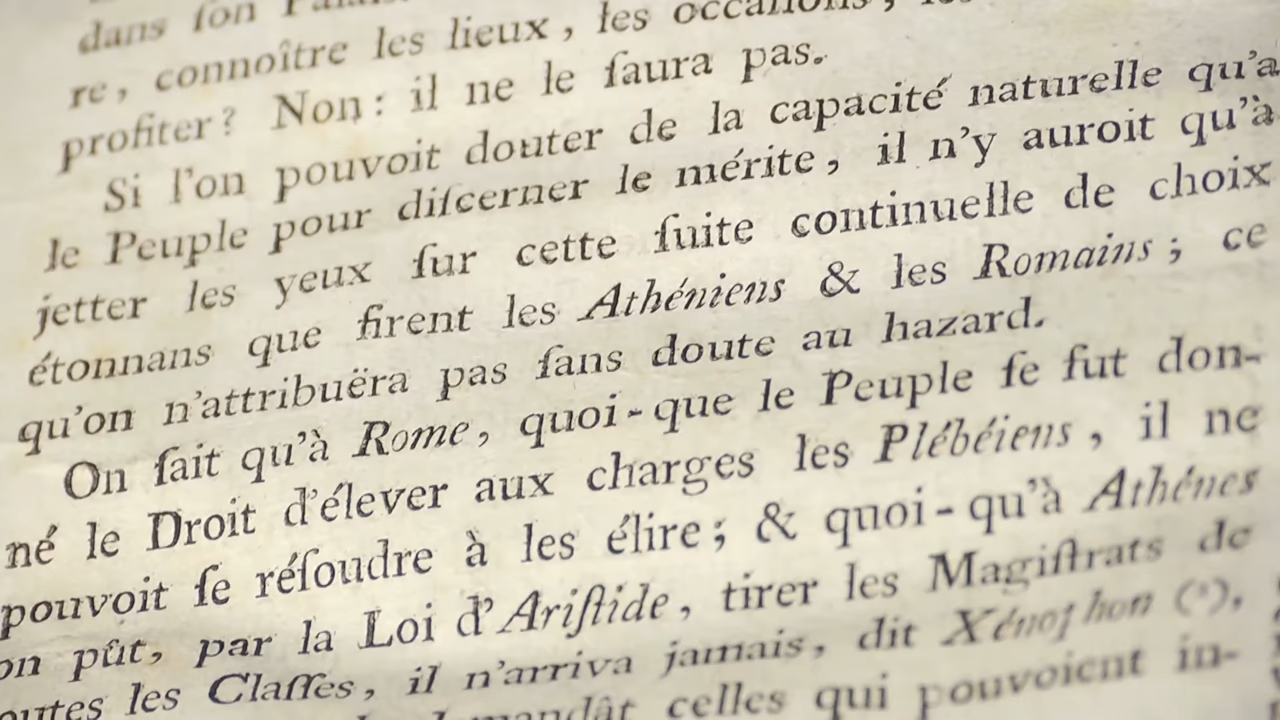 dans ſon
re, connoître les lieux, les occaſions,
profiter? Non: il ne le ſaura pas.
Si l'on pouvoit douter de la capacité naturelle qu'a
le Peuple pour diſcerner le mérite, il n'y auroit qu'à
jetter les yeux ſur cette ſuite continuelle de choix
étonnans que firent les Athéniens & les Romains; ce
qu'on n'attribuëra pas ſans doute au hazard.
On ſait qu'à Rome, quoi-que le Peuple ſe fut don-
né le Droit d'élever aux charges les Plébéiens, il ne
pouvoit ſe réſoudre à les élire; & quoi-qu'à Athénes
on pût, par la Loi d'Ariſtide, tirer les Magiſtrats de
toutes les Claſſes, il n'arriva jamais, dit Xénophon (ᵃ),
celles qui pouvoient in-